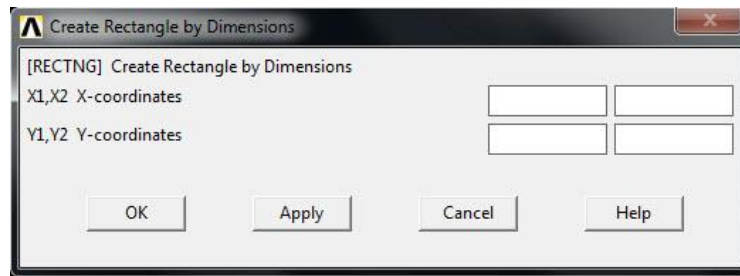 Create Rectangle by Dimensions
[RECTNG] Create Rectangle by Dimensions
X1,X2 X-coordinates
Y1,Y2 Y-coordinates
OK Apply Cancel Help